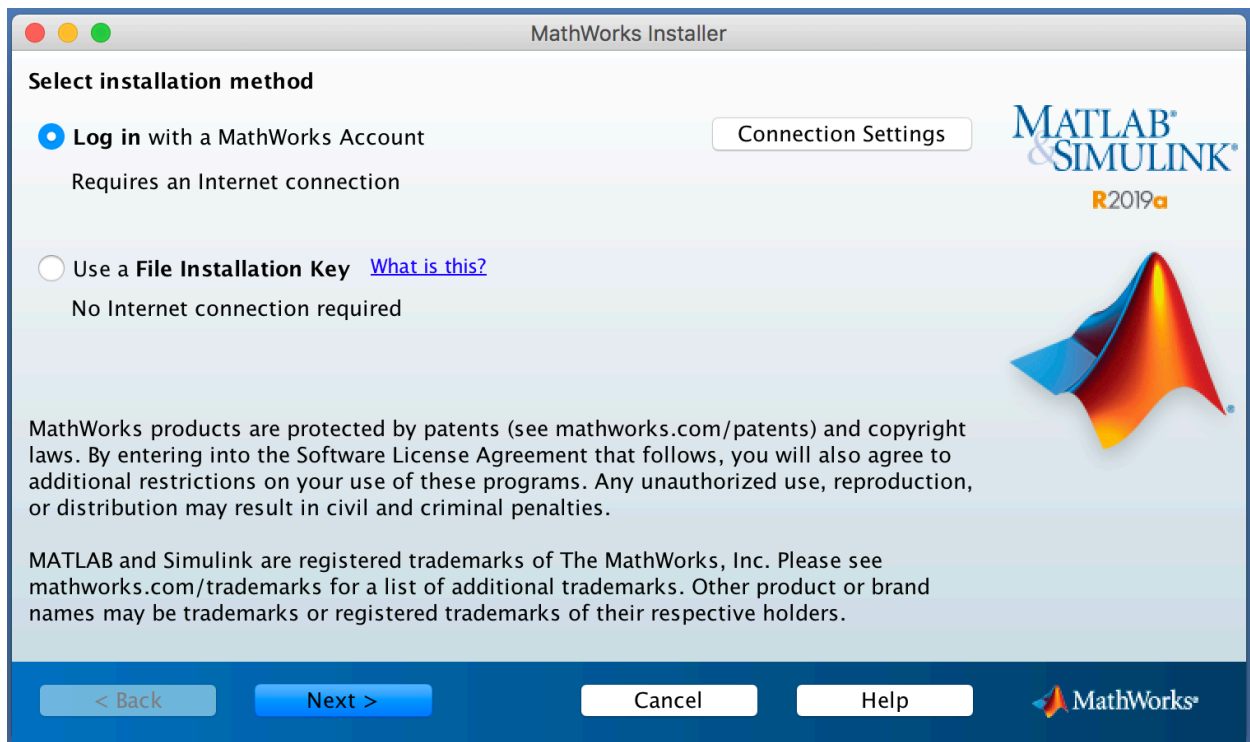 MathWorks Installer
Select installation method
Log in with a MathWorks Account
Connection Settings
Requires an Internet connection
Use a File Installation Key What is this?
No Internet connection required
MATLAB®
&SIMULINK®
R2019a
®
MathWorks products are protected by patents (see mathworks.com/patents) and copyright
laws. By entering into the Software License Agreement that follows, you will also agree to
additional restrictions on your use of these programs. Any unauthorized use, reproduction,
or distribution may result in civil and criminal penalties.
MATLAB and Simulink are registered trademarks of The MathWorks, Inc. Please see
mathworks.com/trademarks for a list of additional trademarks. Other product or brand
names may be trademarks or registered trademarks of their respective holders.
< Back Next > Cancel Help MathWorks®